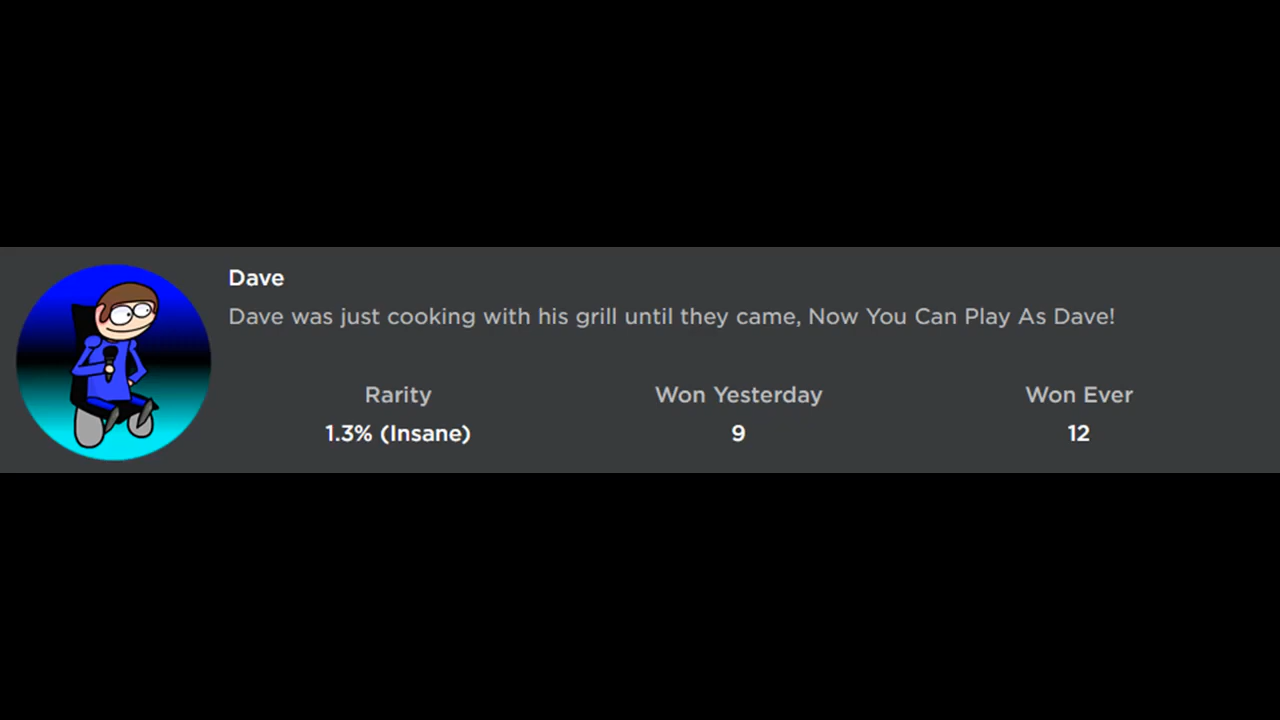 Dave
Dave was just cooking with his grill until they came, Now You Can Play As Dave!
Rarity Won Yesterday Won Ever
1.3% (Insane) 9 12